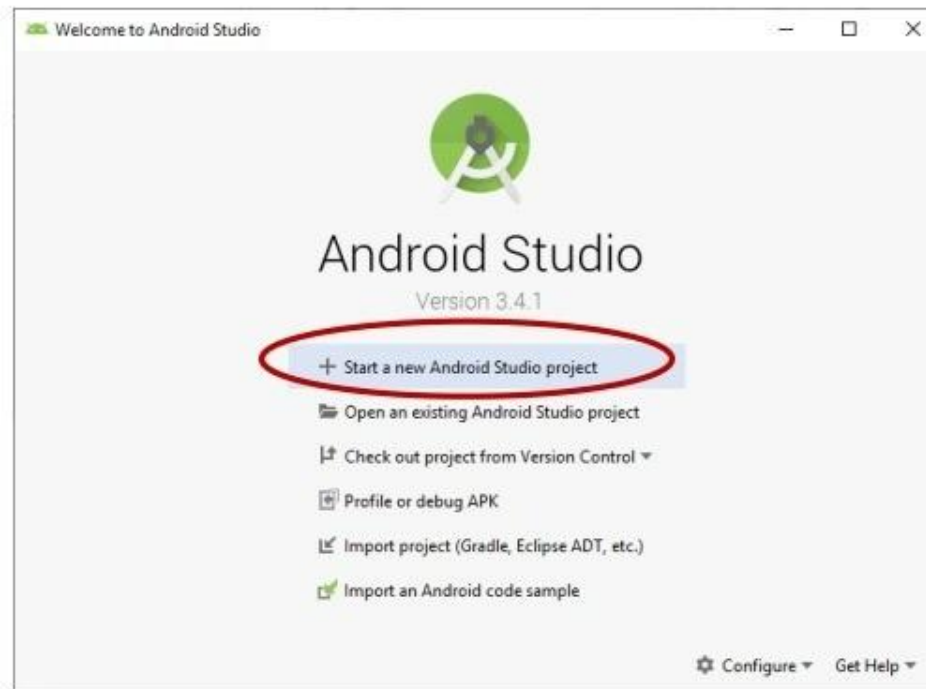 Welcome to Android Studio
Android Studio
Version 3.4.1
Start a new Android Studio project
Open an existing Android Studio project
Check out project from Version Control
Profile or debug APK
Import project (Gradle, Eclipse ADT, etc.)
Import an Android code sample
Configure Get Help